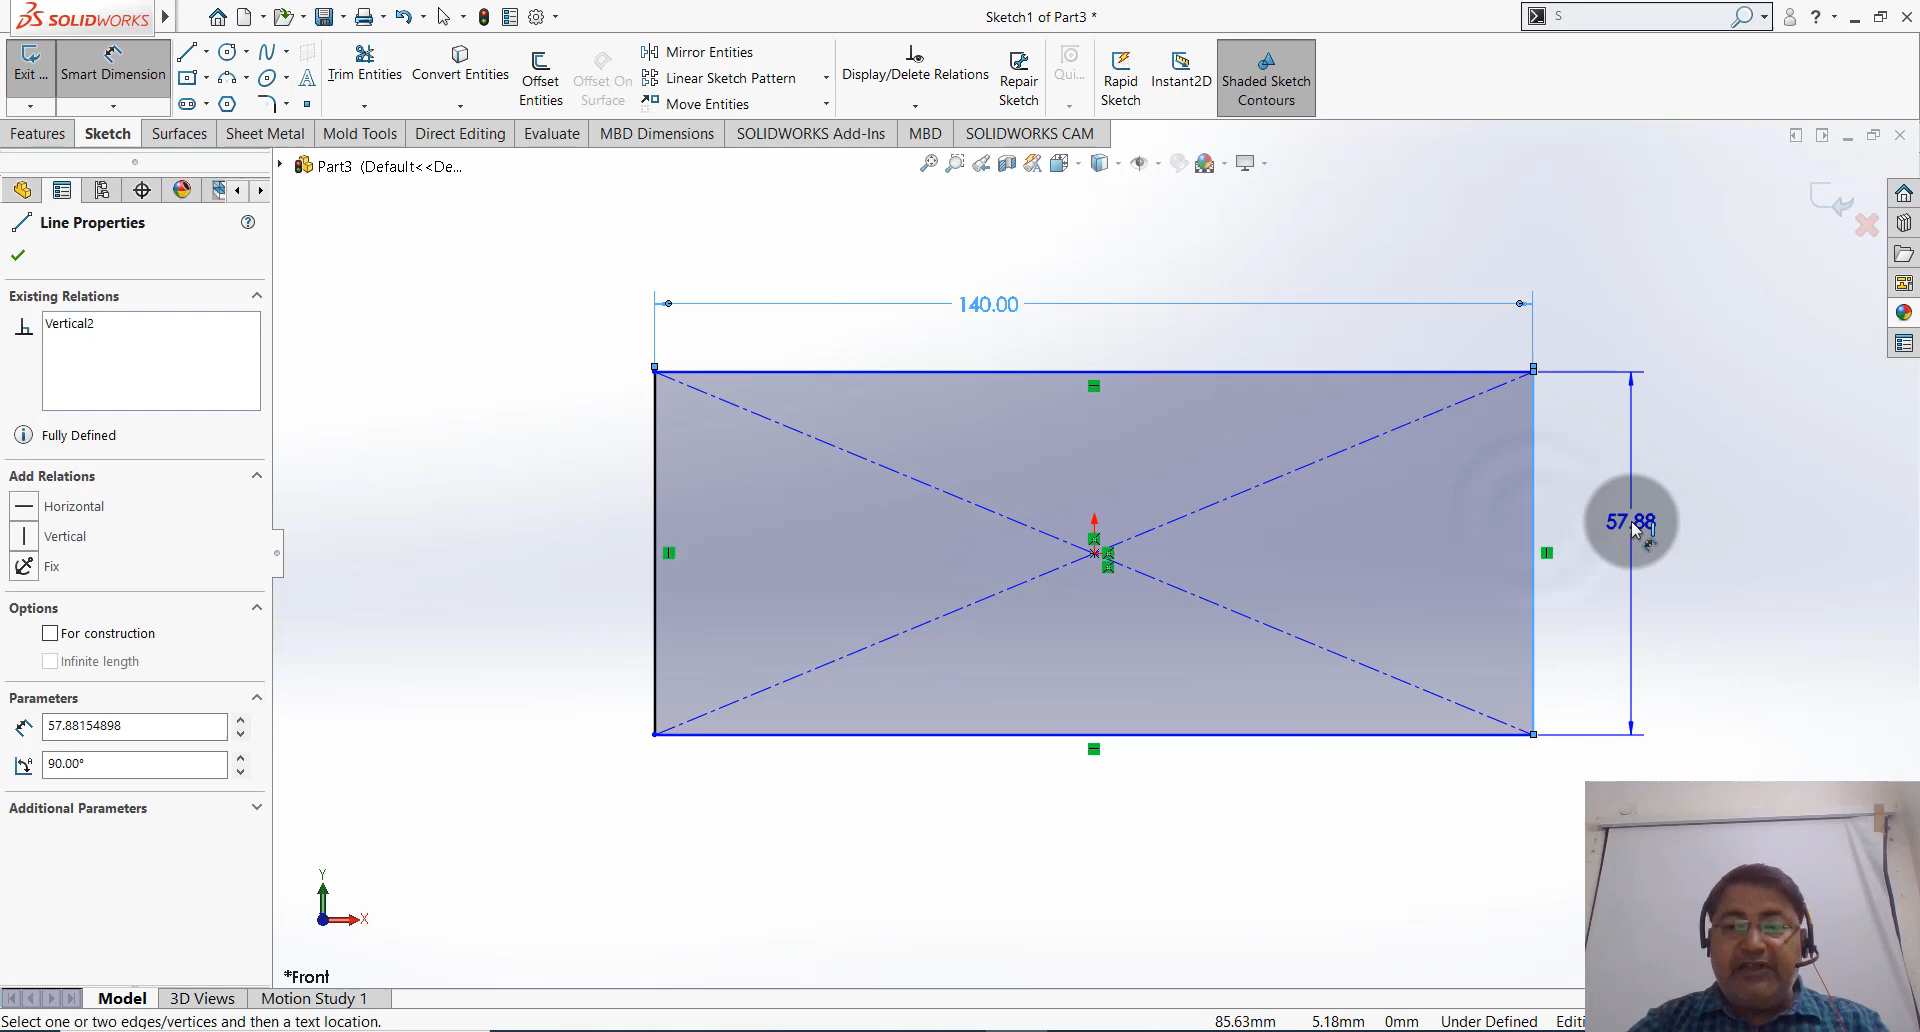 SOLIDWORKS
Sketch1 of Part3 *
S
Exit ...
Smart Dimension
Trim Entities
Convert Entities
Offset Entities
Offset On Surface
Mirror Entities
Linear Sketch Pattern
Move Entities
Display/Delete Relations
Repair Sketch
Qui...
Rapid Sketch
Instant2D
Shaded Sketch Contours
Features
Sketch
Surfaces
Sheet Metal
Mold Tools
Direct Editing
Evaluate
MBD Dimensions
SOLIDWORKS Add-Ins
MBD
SOLIDWORKS CAM
Part3 (Default<<De...
Line Properties
Existing Relations
Vertical2
Fully Defined
Add Relations
Horizontal
Vertical
Fix
Options
For construction
Infinite length
Parameters
57.88154898
90.00°
Additional Parameters
140.00
57.88
Y
X
*Front
Model
3D Views
Motion Study 1
Select one or two edges/vertices and then a text location.
85.63mm
5.18mm
0mm
Under Defined
Editi